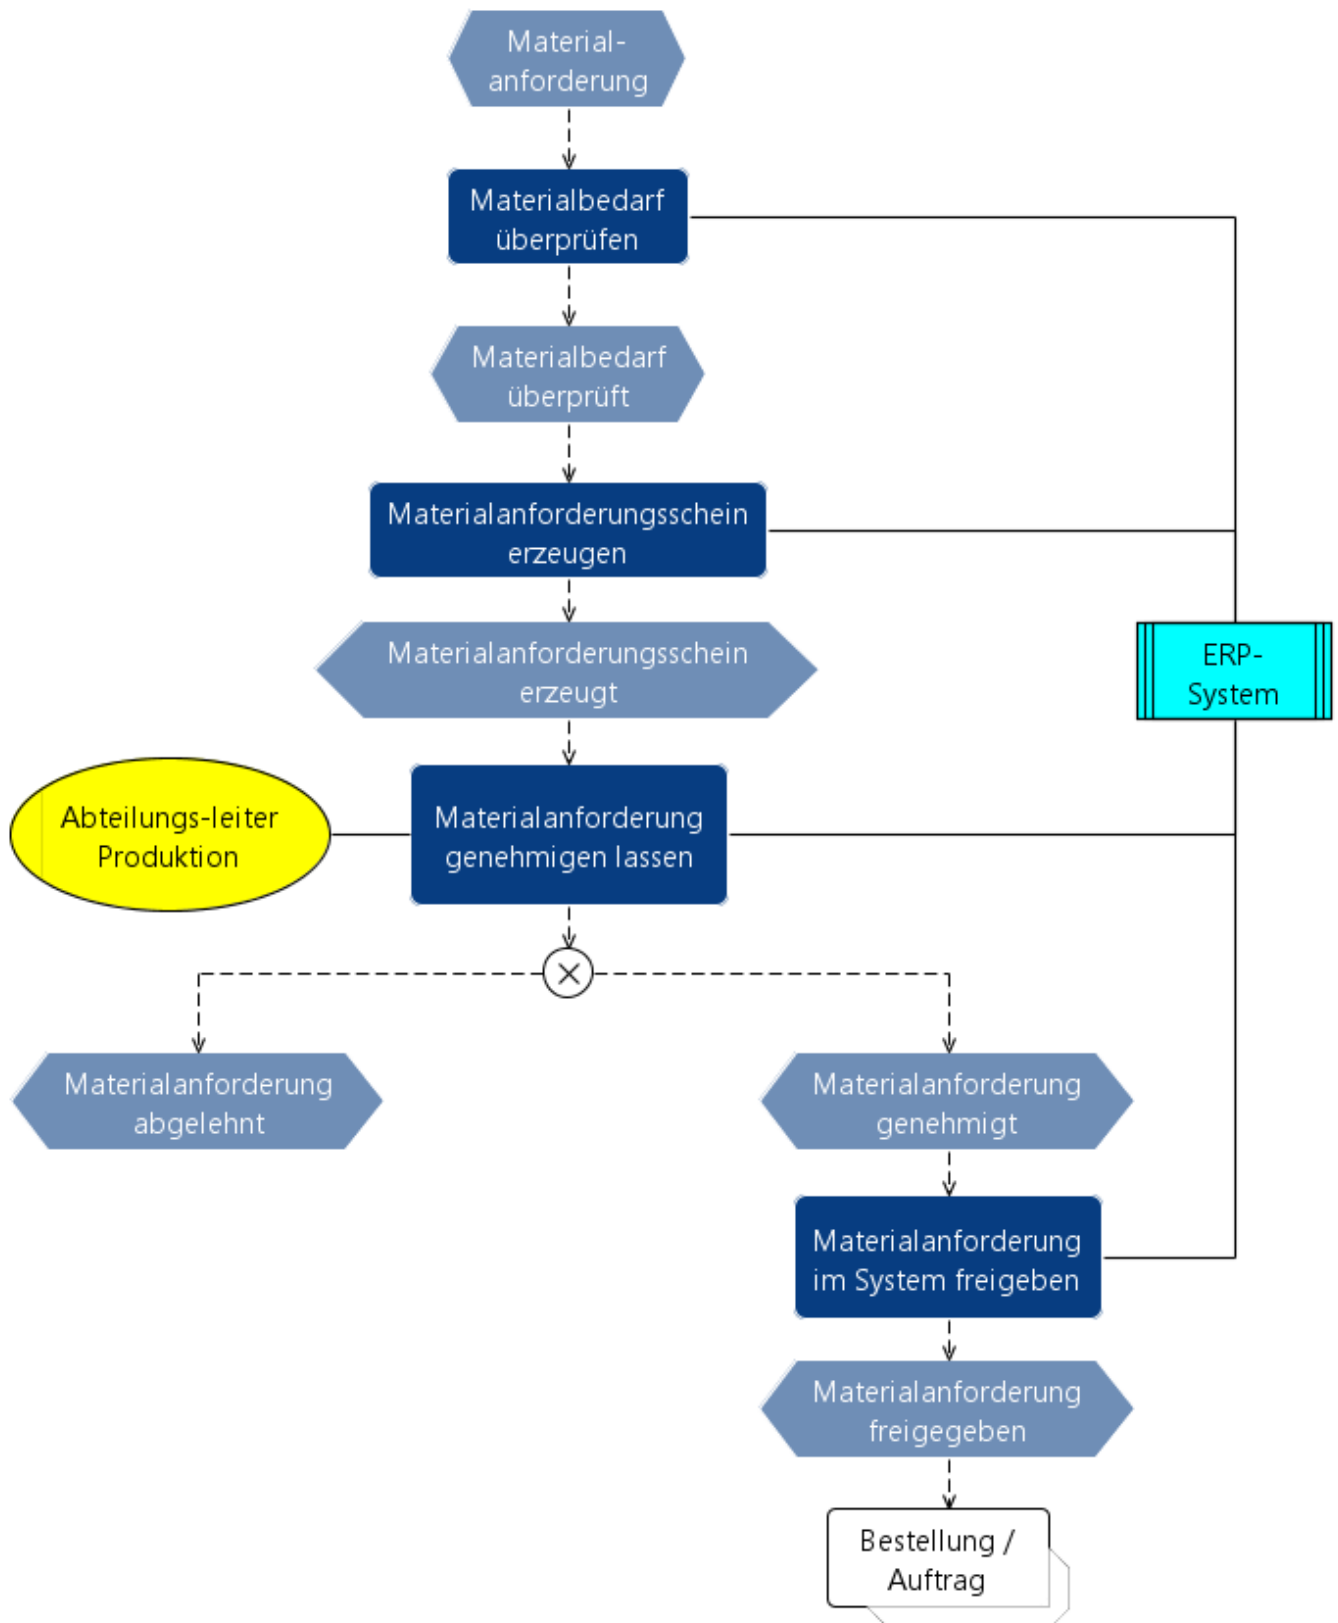 Material-
anforderung
Materialbedarf
überprüfen
Materialbedarf
überprüft
Materialanforderungsschein
erzeugen
Materialanforderungsschein
erzeugt
ERP-
System
Abteilungs-leiter
Produktion
Materialanforderung
genehmigen lassen
Materialanforderung
abgelehnt
Materialanforderung
genehmigt
Materialanforderung
im System freigeben
Materialanforderung
freigegeben
Bestellung /
Auftrag